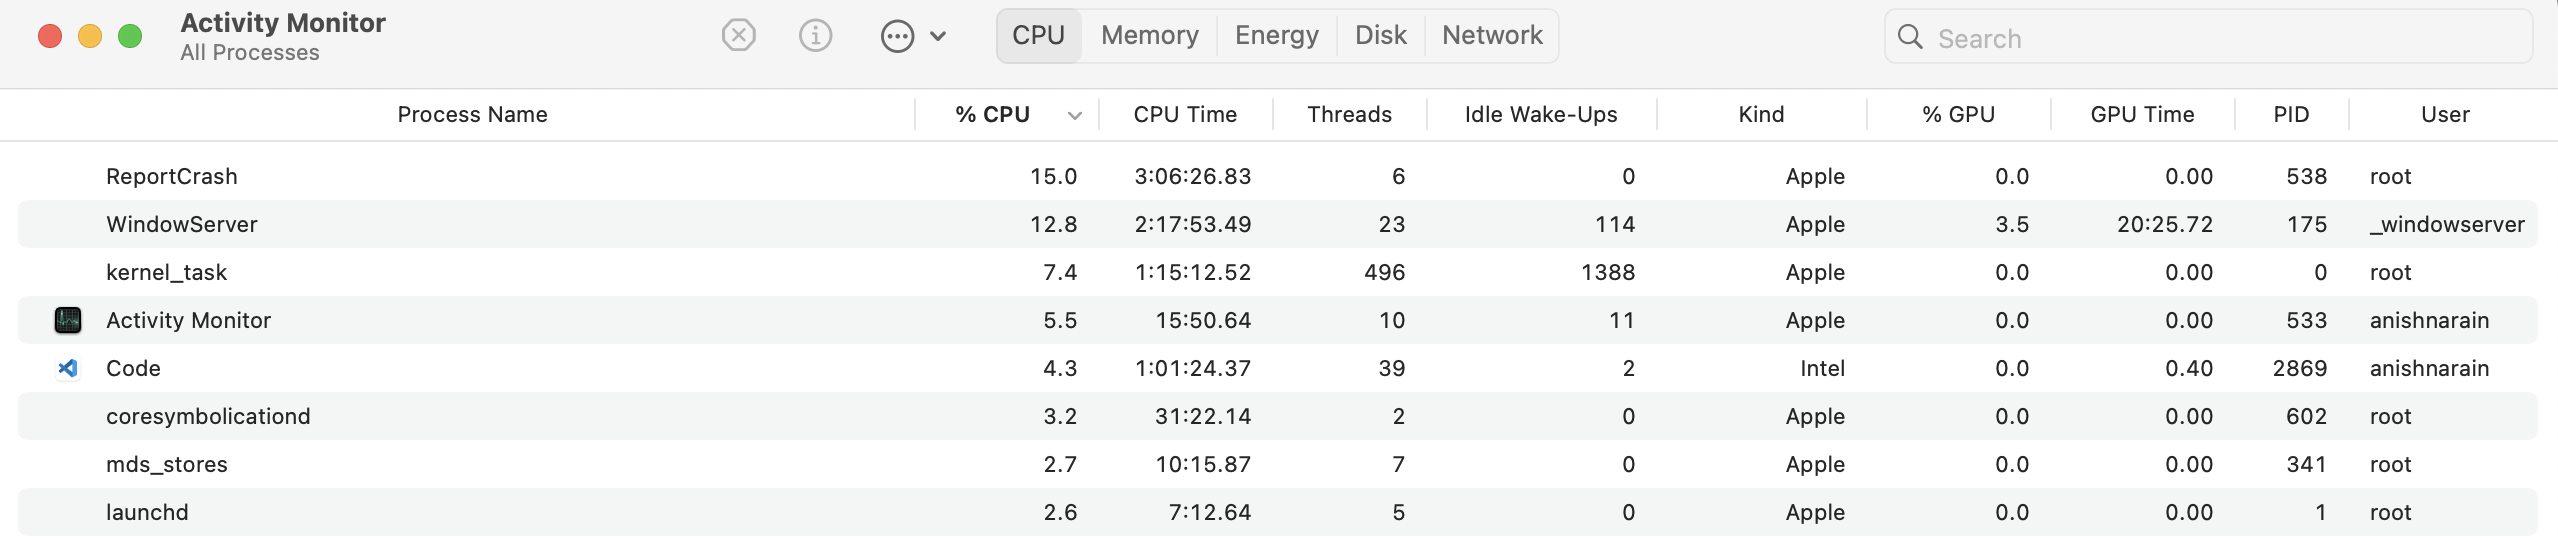 Activity Monitor
All Processes
CPU Memory Energy Disk Network
Search
Process Name % CPU CPU Time Threads Idle Wake-Ups Kind % GPU GPU Time PID User
ReportCrash 15.0 3:06:26.83 6 0 Apple 0.0 0.00 538 root
WindowServer 12.8 2:17:53.49 23 114 Apple 3.5 20:25.72 175 _windowserver
kernel_task 7.4 1:15:12.52 496 1388 Apple 0.0 0.00 0 root
Activity Monitor 5.5 15:50.64 10 11 Apple 0.0 0.00 533 anishnarain
Code 4.3 1:01:24.37 39 2 Intel 0.0 0.40 2869 anishnarain
coresymbolicationd 3.2 31:22.14 2 0 Apple 0.0 0.00 602 root
mds_stores 2.7 10:15.87 7 0 Apple 0.0 0.00 341 root
launchd 2.6 7:12.64 5 0 Apple 0.0 0.00 1 root